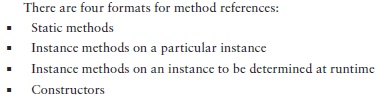 There are four formats for method references:
▪ Static methods
▪ Instance methods on a particular instance
▪ Instance methods on an instance to be determined at runtime
▪ Constructors